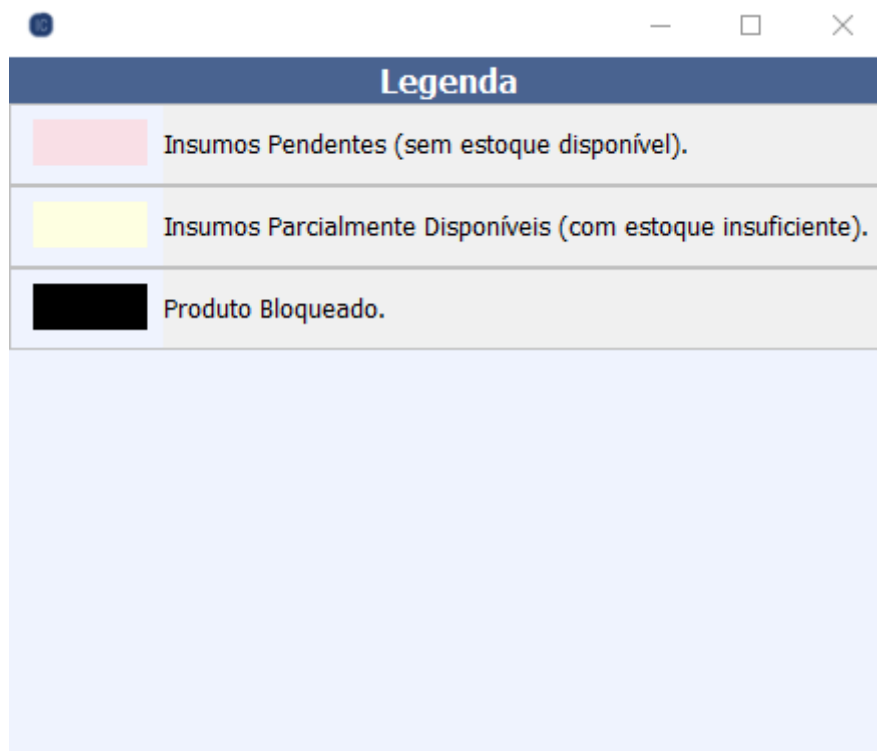 Legenda
Insumos Pendentes (sem estoque disponível).
Insumos Parcialmente Disponíveis (com estoque insuficiente).
Produto Bloqueado.